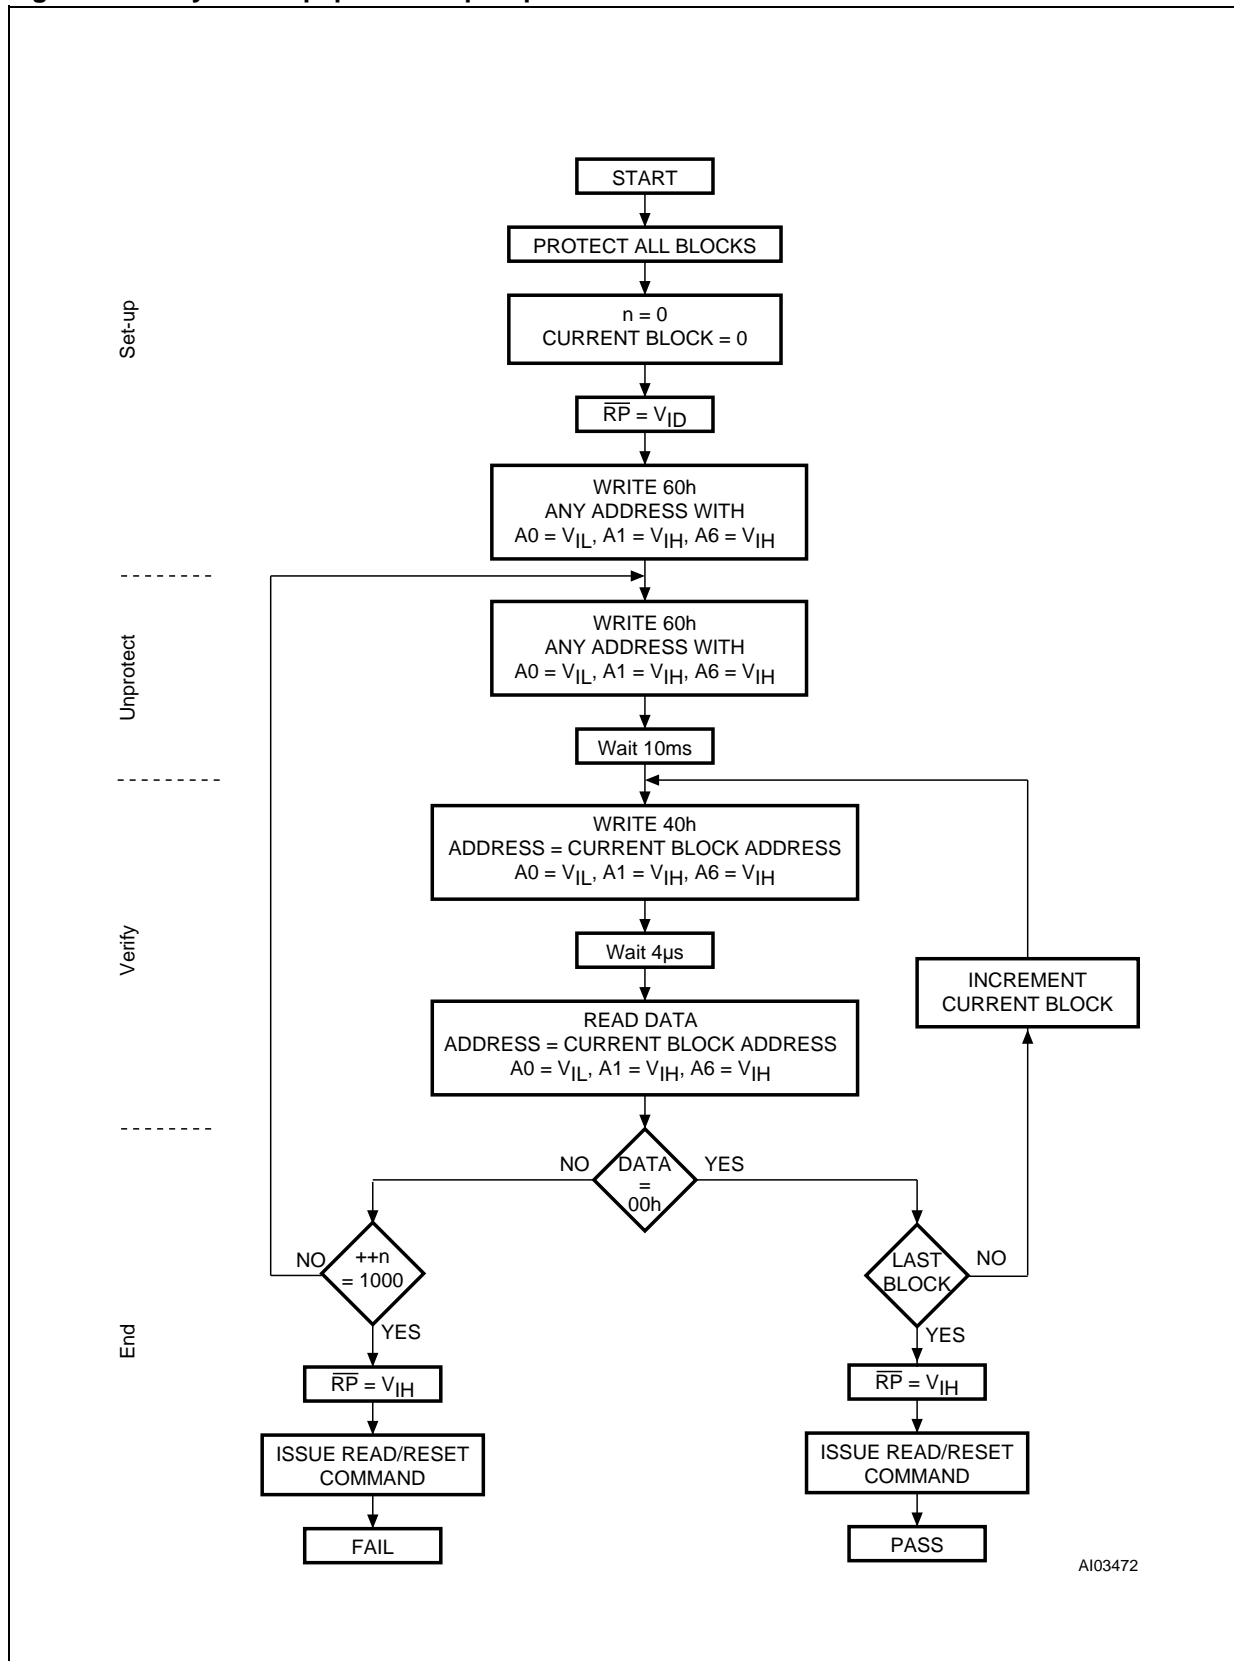 START
PROTECT ALL BLOCKS
n = 0
CURRENT BLOCK = 0
Set-up
RP = VID
WRITE 60h
ANY ADDRESS WITH
A0 = VIL, A1 = VIH, A6 = VIH
Unprotect
WRITE 60h
ANY ADDRESS WITH
A0 = VIL, A1 = VIH, A6 = VIH
Wait 10ms
Verify
WRITE 40h
ADDRESS = CURRENT BLOCK ADDRESS
A0 = VIL, A1 = VIH, A6 = VIH
Wait 4µs
INCREMENT
CURRENT BLOCK
READ DATA
ADDRESS = CURRENT BLOCK ADDRESS
A0 = VIL, A1 = VIH, A6 = VIH
NO
DATA
=
00h
YES
End
NO
++n
= 1000
YES
LAST
BLOCK
NO
YES
RP = VIH
RP = VIH
ISSUE READ/RESET
COMMAND
ISSUE READ/RESET
COMMAND
FAIL
PASS
AI03472